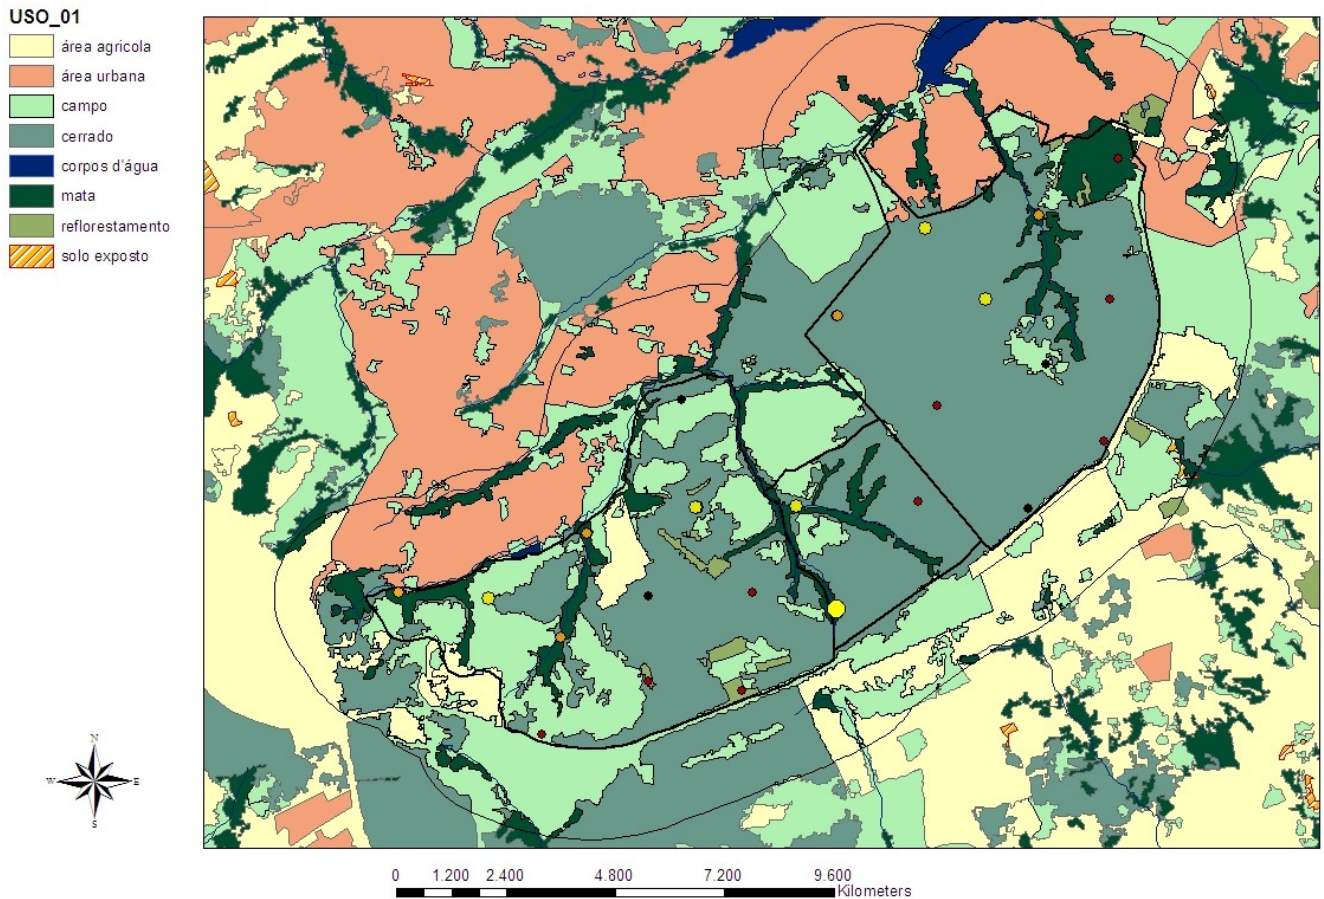 USO_01
área agricola
área urbana
campo
cerrado
corpos d'água
mata
reflorestamento
solo exposto
N
W E
S
0 1.200 2.400 4.800 7.200 9.600
Kilometers